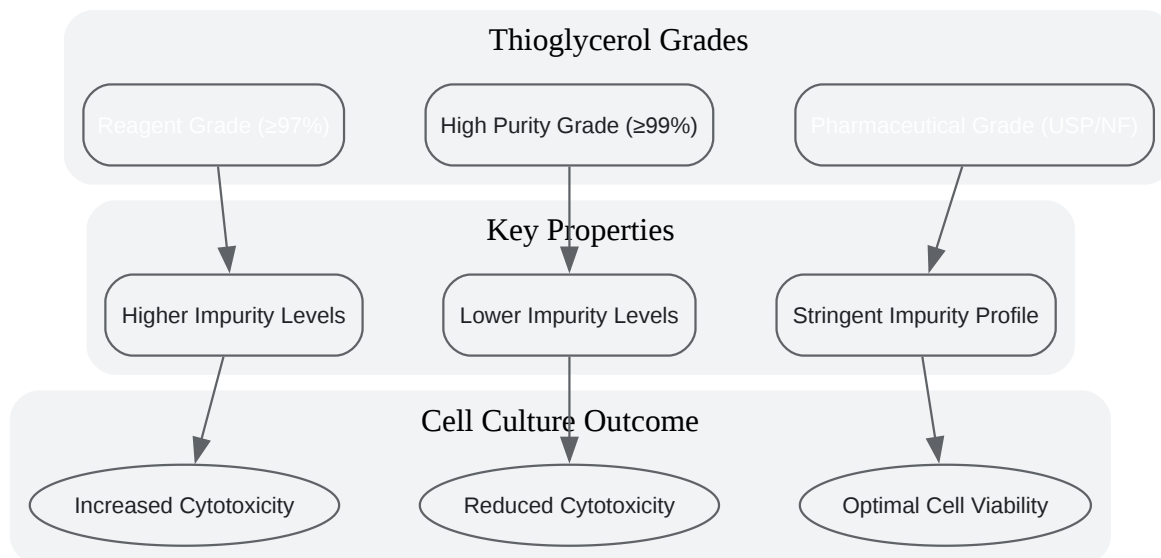 Thioglycerol Grades
Reagent Grade (≥97%)
High Purity Grade (≥99%)
Pharmaceutical Grade (USP/NF)
Key Properties
Higher Impurity Levels
Lower Impurity Levels
Stringent Impurity Profile
Cell Culture Outcome
Increased Cytotoxicity
Reduced Cytotoxicity
Optimal Cell Viability